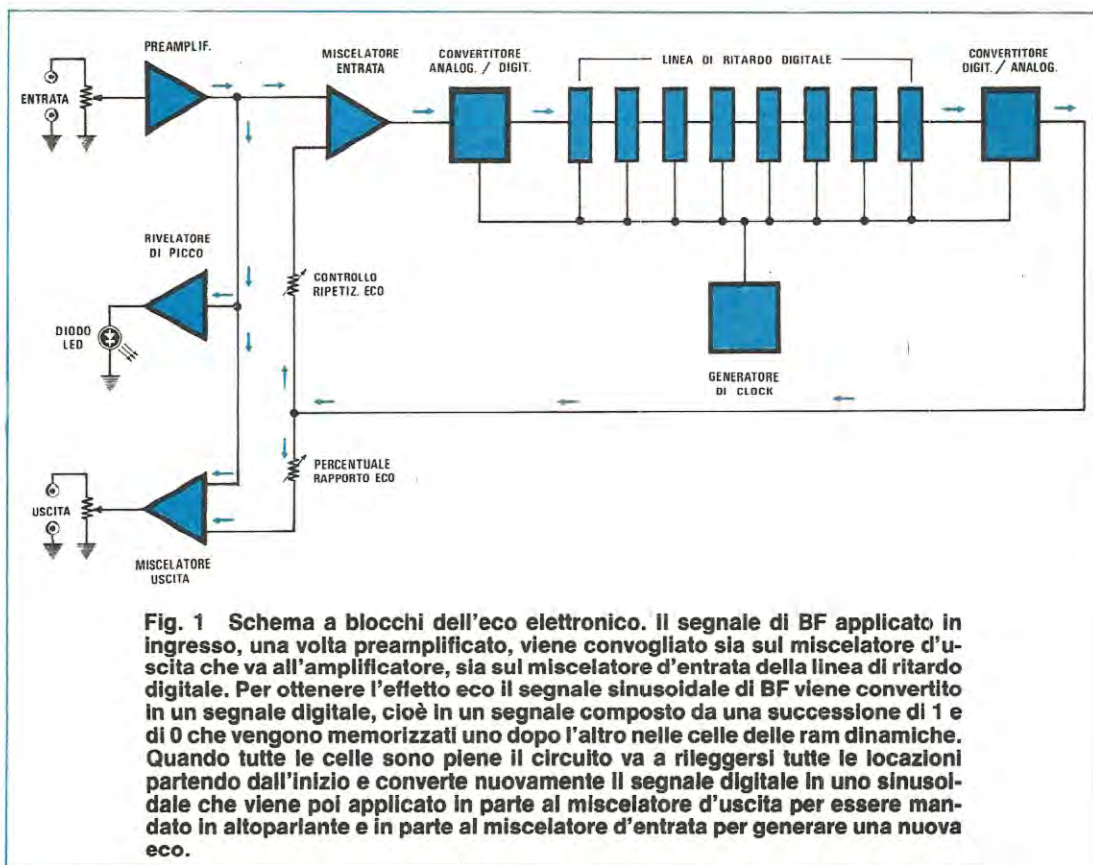 PREAMPLIF.
MISCELATORE
ENTRATA
CONVERTITORE
ANALOG. / DIGIT.
LINEA DI RITARDO DIGITALE
CONVERTITORE
DIGIT. / ANALOG.
ENTRATA
RIVELATORE
DI PICCO
CONTROLLO
RIPETIZ. ECO
DIODO
LED
GENERATORE
DI CLOCK
PERCENTUALE
RAPPORTO ECO
USCITA
MISCELATORE
USCITA
Fig. 1 Schema a blocchi dell'eco elettronico. Il segnale di BF applicato in
ingresso, una volta preamplificato, viene convogliato sia sul miscelatore d'u-
scita che va all'amplificatore, sia sul miscelatore d'entrata della linea di ritardo
digitale. Per ottenere l'effetto eco il segnale sinusoidale di BF viene convertito
in un segnale digitale, cioè in un segnale composto da una successione di 1 e
di 0 che vengono memorizzati uno dopo l'altro nelle celle delle ram dinamiche.
Quando tutte le celle sono piene il circuito va a rileggersi tutte le locazioni
partendo dall'inizio e converte nuovamente il segnale digitale in uno sinusoi-
dale che viene poi applicato in parte al miscelatore d'uscita per essere man-
dato in altoparlante e in parte al miscelatore d'entrata per generare una nuova
eco.